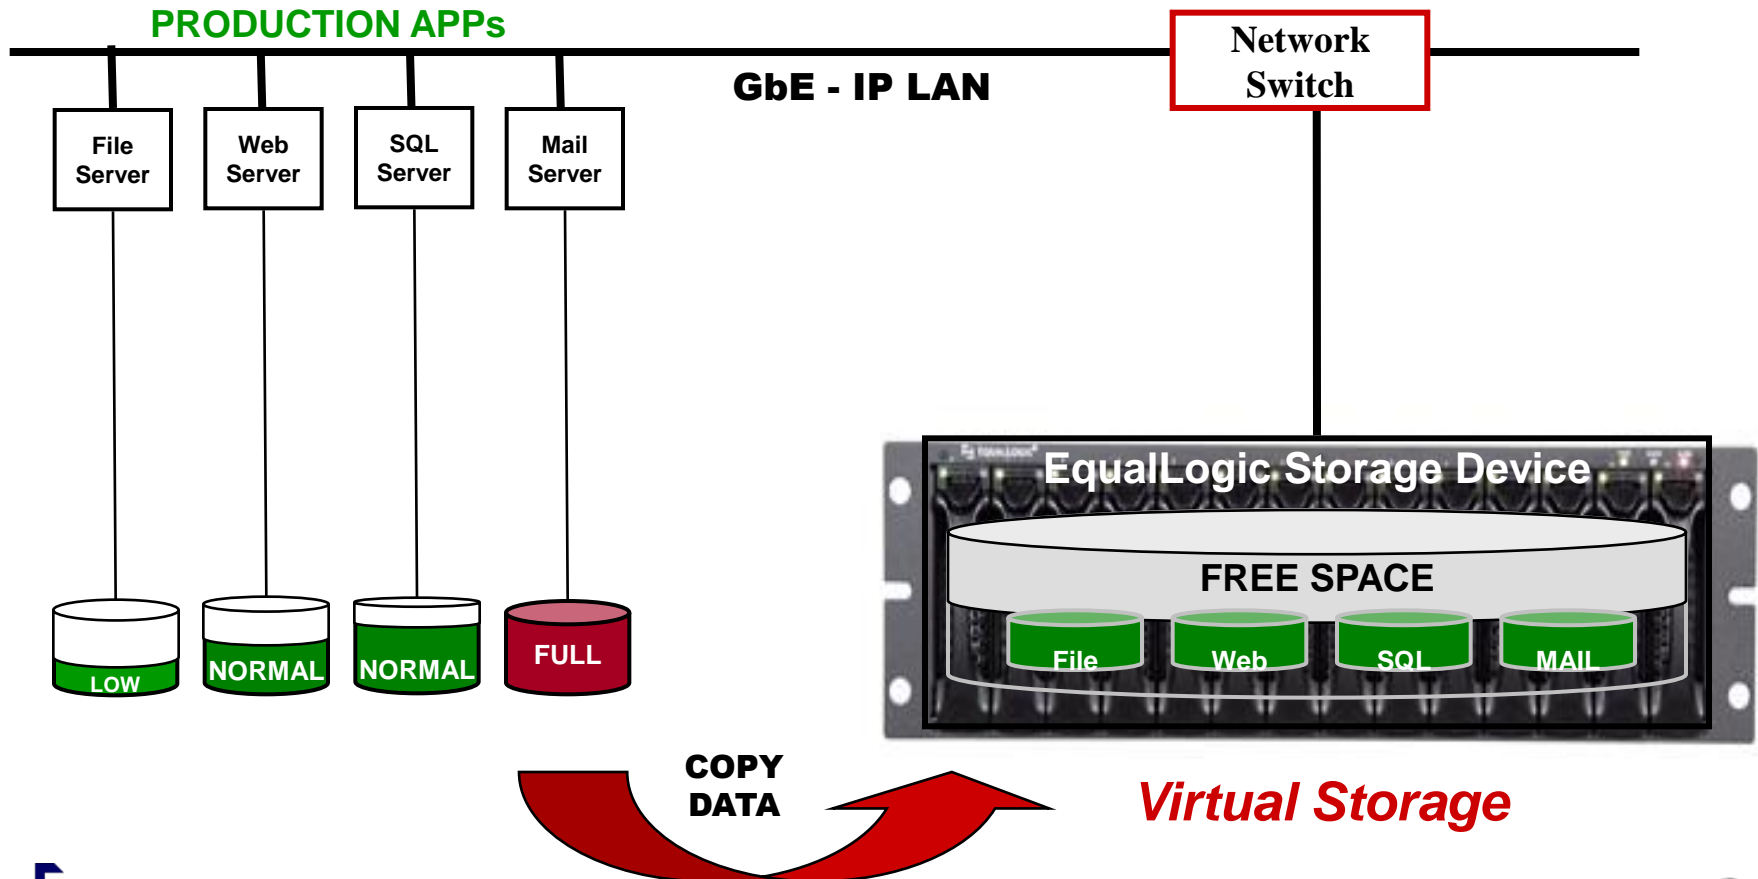 PRODUCTION APPs
Network
Switch
GbE - IP LAN
File
Server
Web
Server
SQL
Server
Mail
Server
EQUALLOGIC
EqualLogic Storage Device
FREE SPACE
File
Web
SQL
MAIL
LOW
NORMAL
NORMAL
FULL
COPY
DATA
Virtual Storage